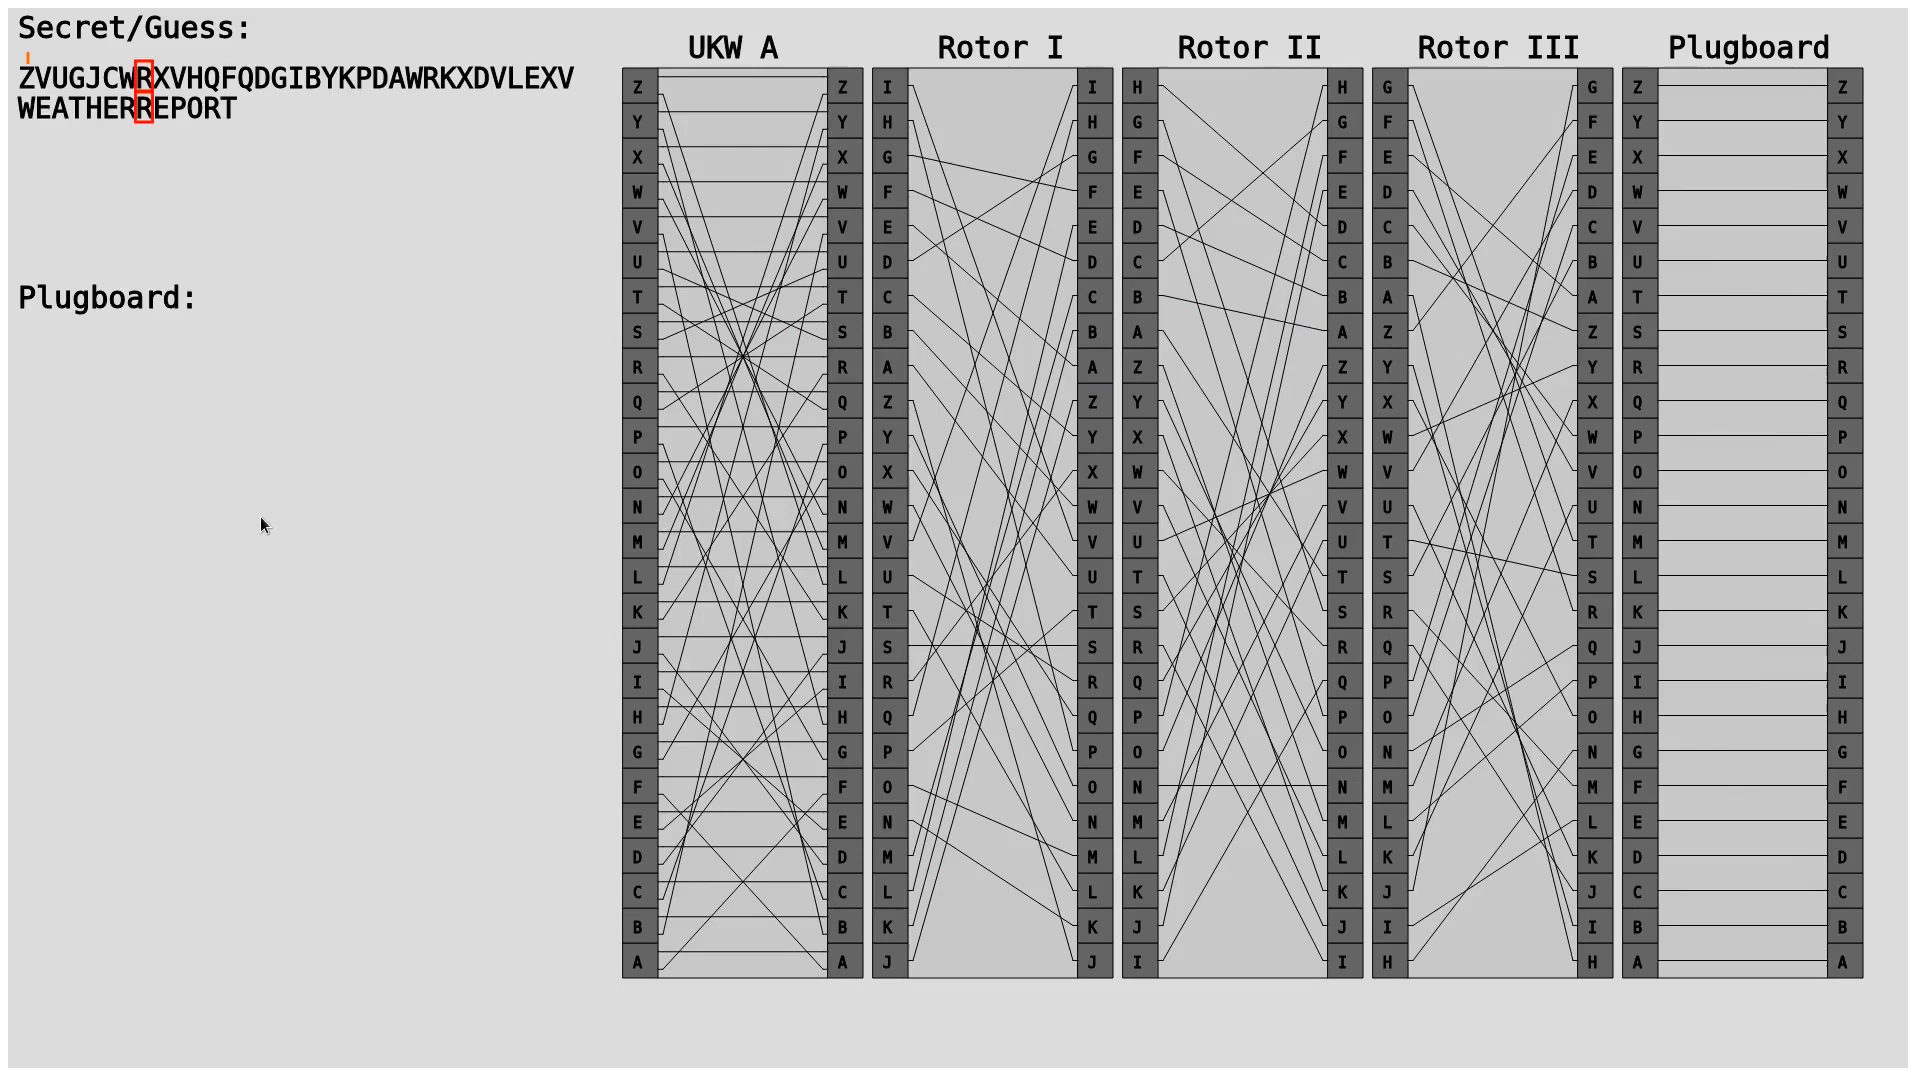 Secret/Guess:
ZVUGJCWRXVHQFQDGIBYKPDAWRKXDVLEXV
WEATHERREPORT
Plugboard:
UKW A Rotor I Rotor II Rotor III Plugboard
Z Z I I H H G G Z Z
Y Y H H G G F F Y Y
X X G G F F E E X X
W W F F E E D D W W
V V E E D D C C V V
U U D D C C B B U U
T T C C B B A A T T
S S B B A A Z Z S S
R R A A Z Z Y Y R R
Q Q Z Z Y Y X X Q Q
P P Y Y X X W W P P
O O X X W W V V O O
N N W W V V U U N N
M M V V U U T T M M
L L U U T T S S L L
K K T T S S R R K K
J J S S R R Q Q J J
I I R R Q Q P P I I
H H Q Q P P O O H H
G G P P O O N N G G
F F O O N N M M F F
E E N N M M L L E E
D D M M L L K K D D
C C L L K K J J C C
B B K K J J I I B B
A A J J I I H H A A